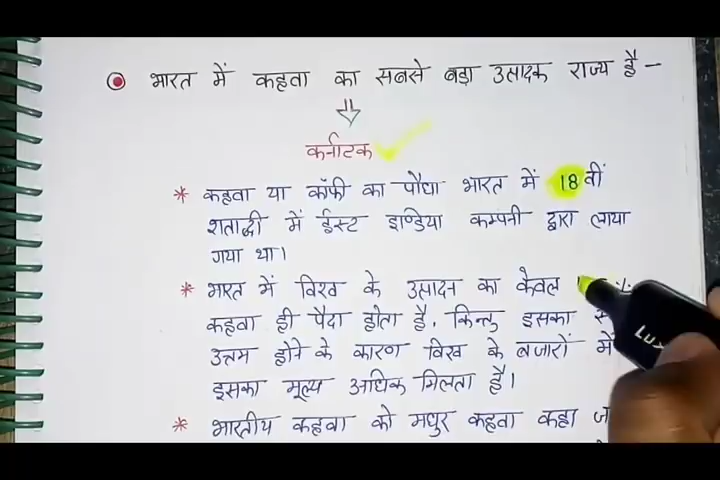 भारत में कहवा का सबसे बड़ा उत्पादक राज्य है -
कर्नाटक
* कहवा या कॉफी का पौधा भारत में 18वीं
शताब्दी में ईस्ट इण्डिया कम्पनी द्वारा लाया
गया था।
* भारत में विश्व के उत्पादन का केवल %
कहवा ही पैदा होता है, किन्तु इसका
उत्तम होने के कारण विश्व के बजारों में
इसका मूल्य अधिक मिलता है।
* भारतीय कहवा को मधुर कहवा कहा
LUX